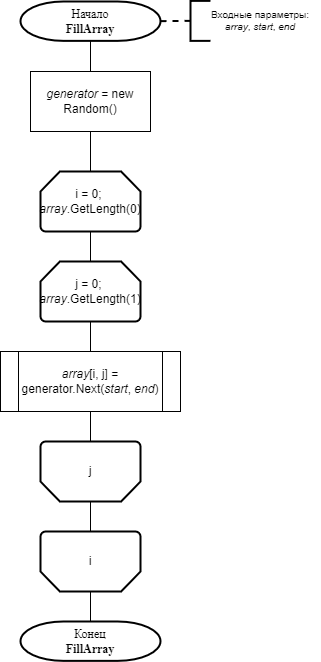 Начало
FillArray
Входные параметры:
array, start, end
generator = new
Random()
i = 0;
array.GetLength(0)
j = 0;
array.GetLength(1)
array[i, j] =
generator.Next(start, end)
j
i
Конец
FillArray